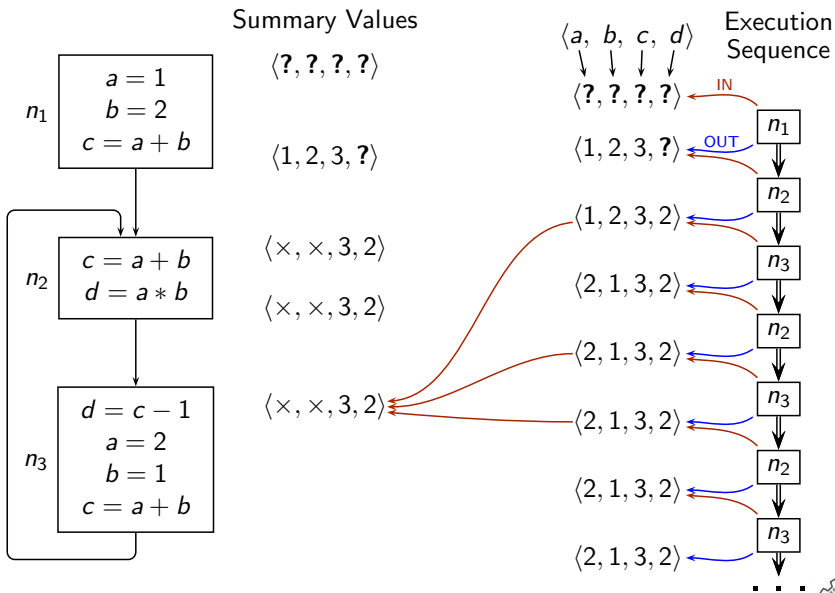 Summary Values
⟨a, b, c, d⟩
Execution
Sequence
n1
a = 1
b = 2
c = a + b
n2
c = a + b
d = a ∗ b
n3
d = c − 1
a = 2
b = 1
c = a + b
⟨?, ?, ?, ?⟩
⟨1, 2, 3, ?⟩
⟨×, ×, 3, 2⟩
⟨×, ×, 3, 2⟩
⟨×, ×, 3, 2⟩
⟨?, ?, ?, ?⟩
IN
n1
⟨1, 2, 3, ?⟩
OUT
n2
⟨1, 2, 3, 2⟩
n3
⟨2, 1, 3, 2⟩
n2
⟨2, 1, 3, 2⟩
n3
⟨2, 1, 3, 2⟩
n2
⟨2, 1, 3, 2⟩
n3
⟨2, 1, 3, 2⟩